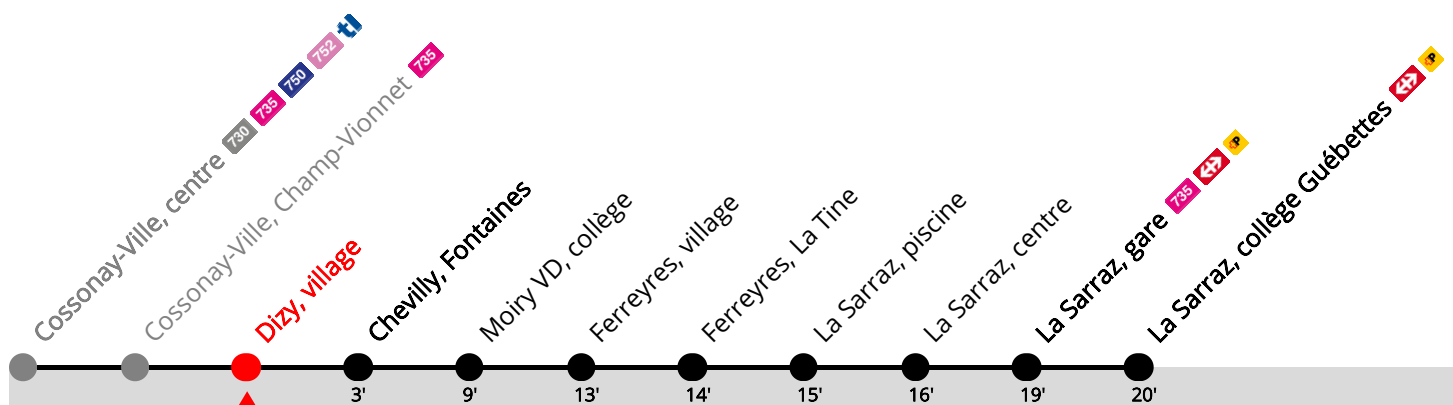 Cossonay-Ville, centre 730 735 750 752 tl
Cossonay-Ville, Champ-Vionnet 735
Dizy, village
Chevilly, Fontaines
Moiry VD, collège
Ferreyres, village
Ferreyres, La Tine
La Sarraz, piscine
La Sarraz, centre
La Sarraz, gare 735 P
La Sarraz, collège Guébettes P
3' 9' 13' 14' 15' 16' 19' 20'